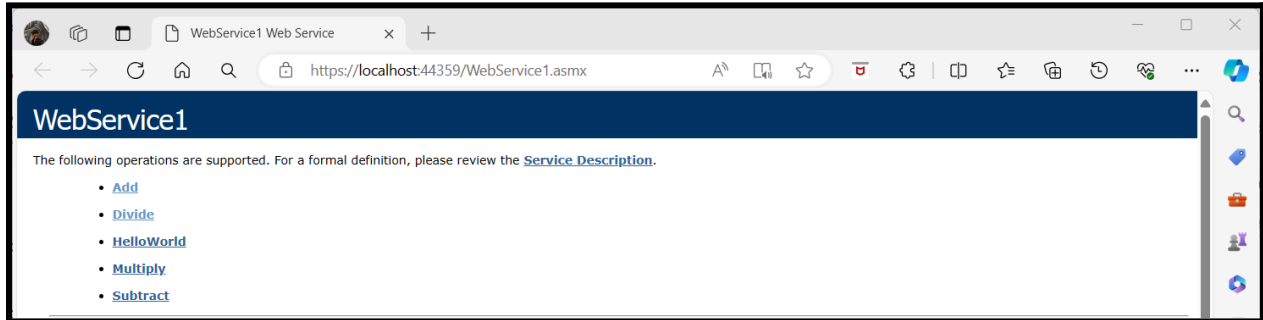 WebService1 Web Service
https://localhost:44359/WebService1.asmx
WebService1
The following operations are supported. For a formal definition, please review the Service Description.
• Add
• Divide
• HelloWorld
• Multiply
• Subtract